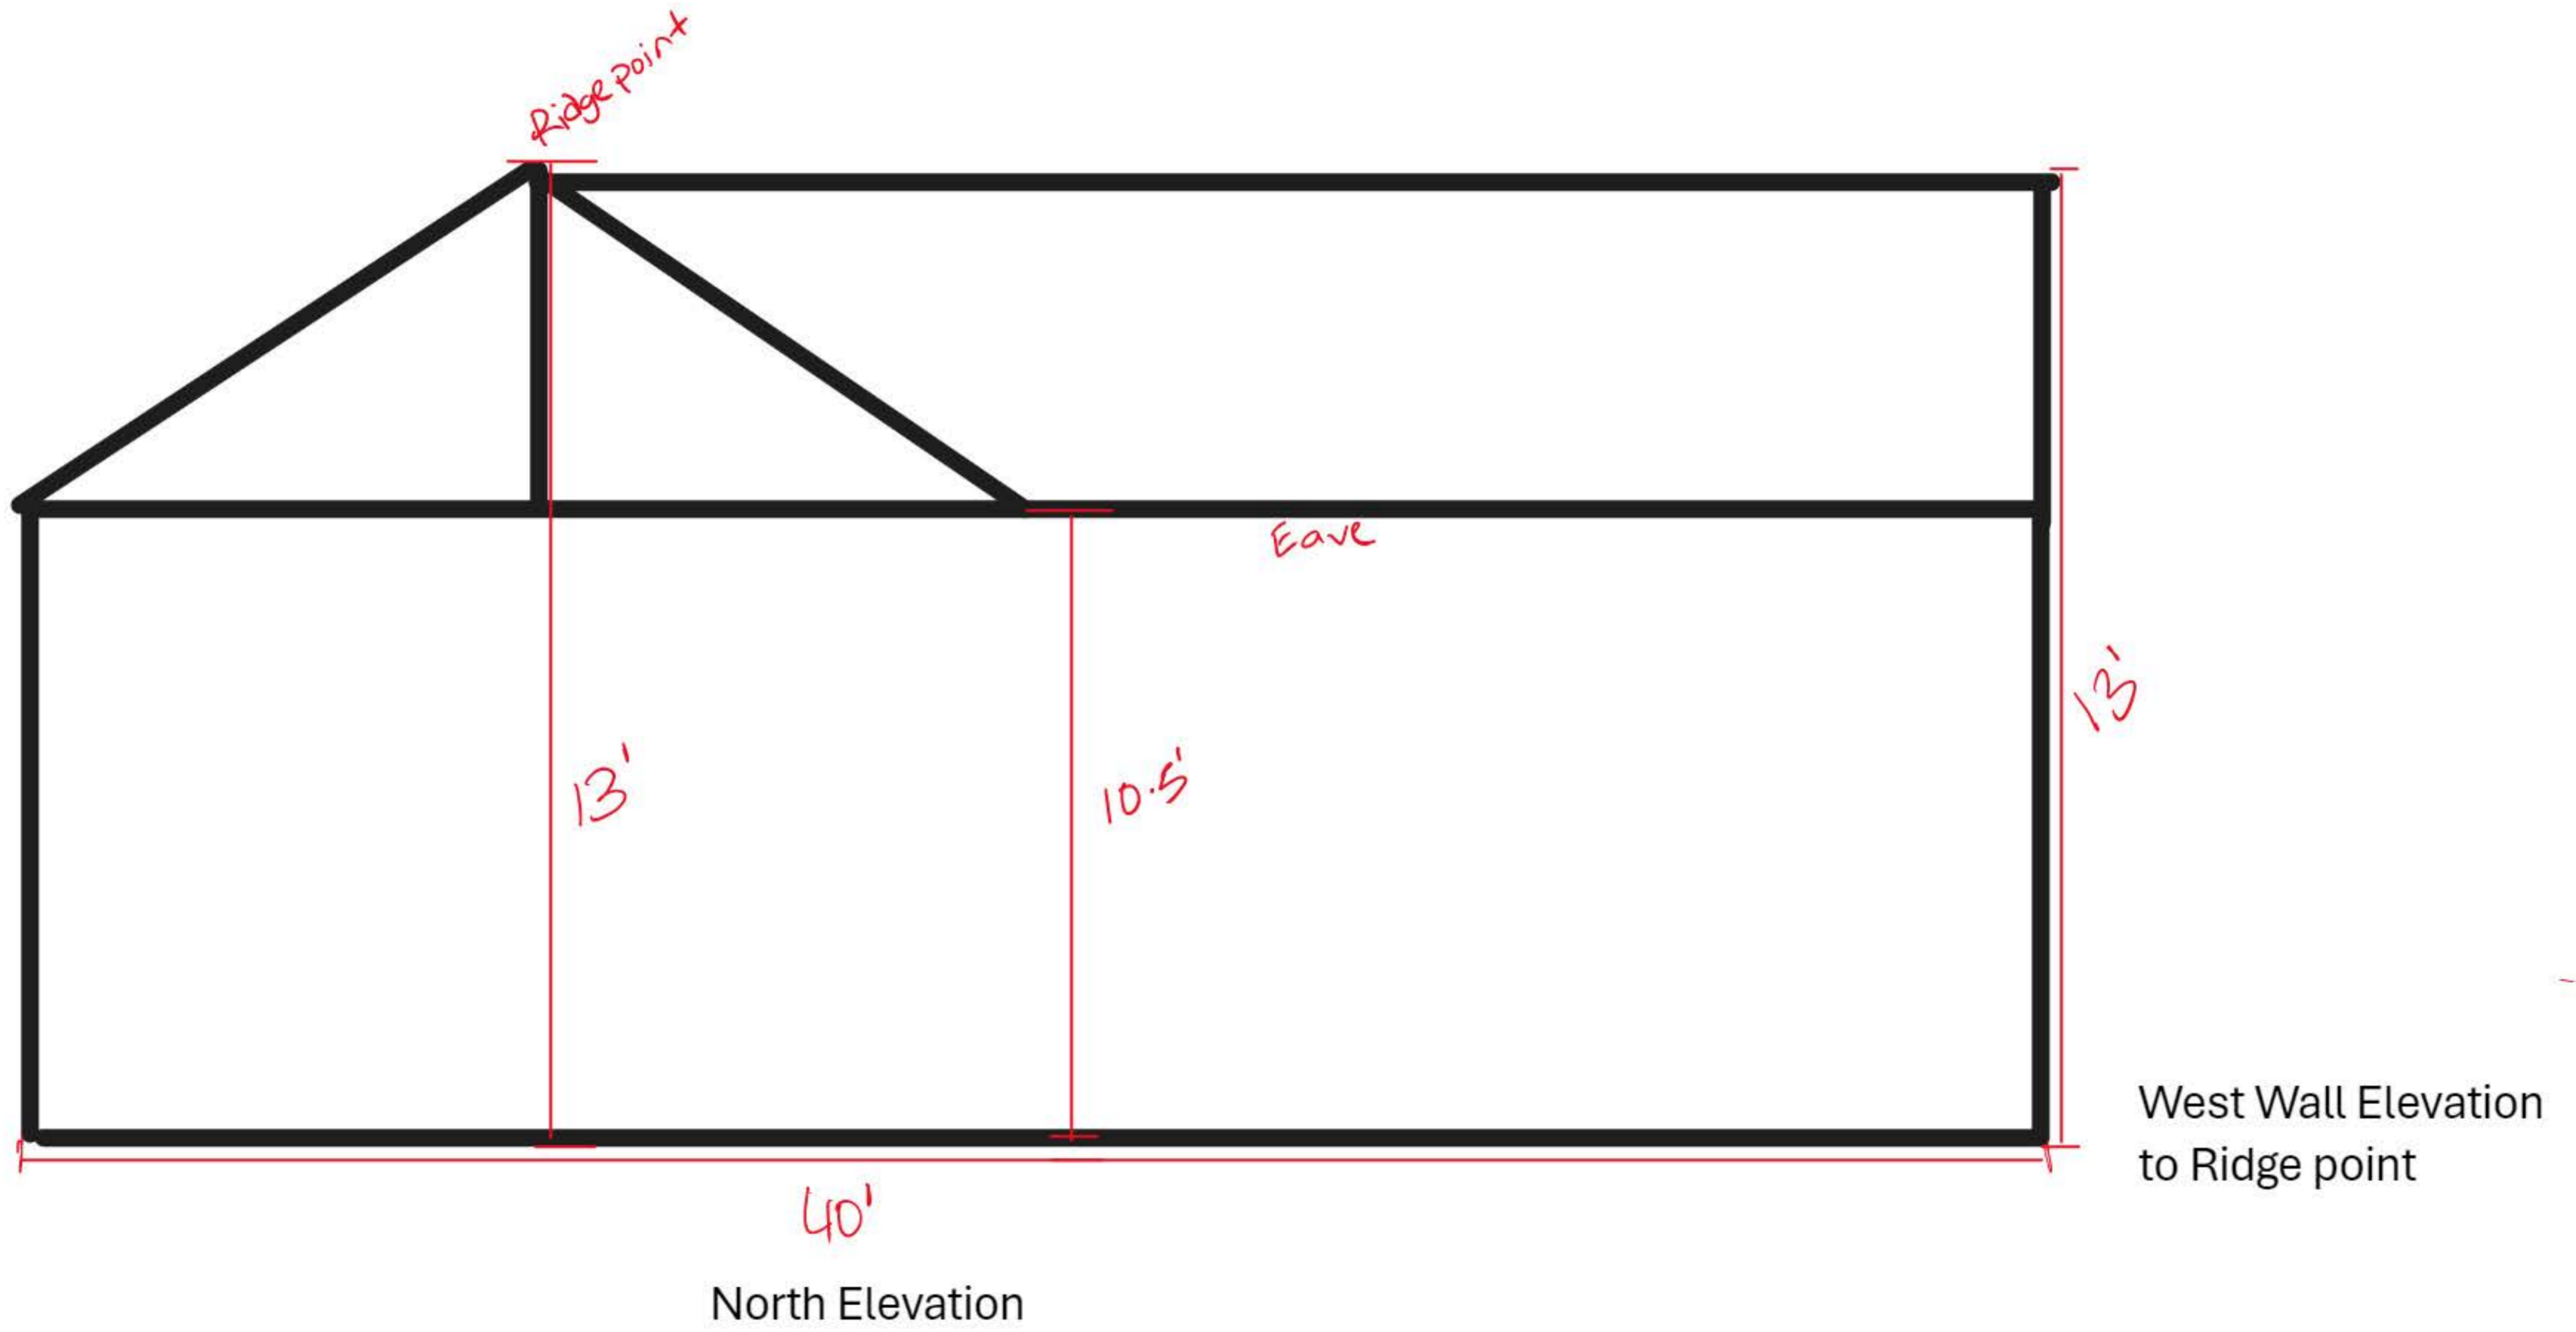 Ridge point
Eave
13'
10.5'
13'
West Wall Elevation
to Ridge point
40'
North Elevation